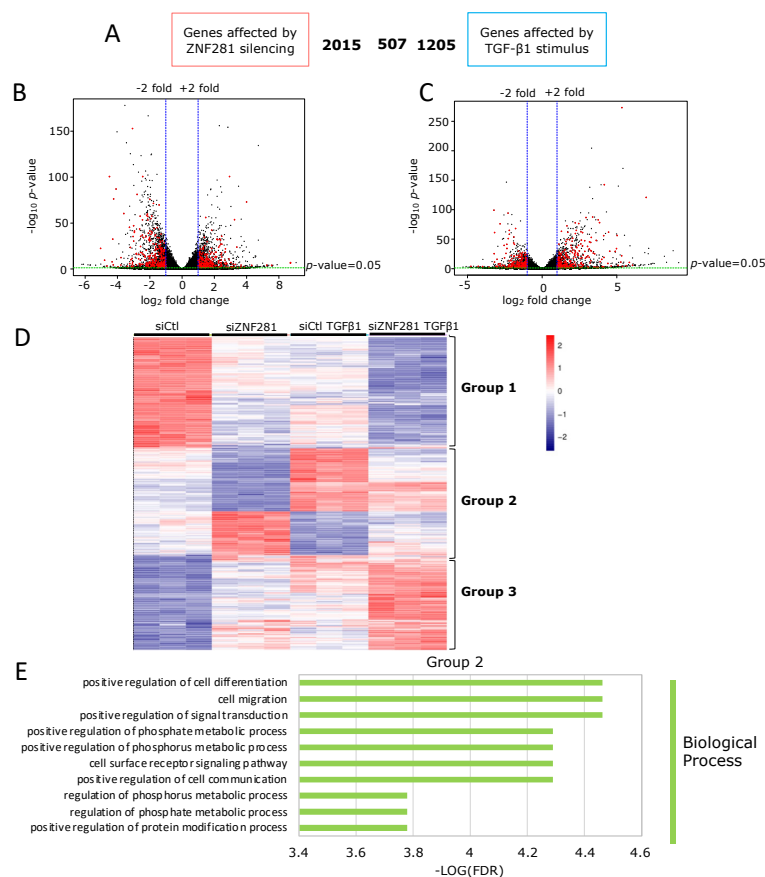 A
Genes affected by
ZNF281 silencing
2015 507 1205
Genes affected by
TGF-β1 stimulus
B
-2 fold +2 fold
150
100
50
0
-log10 p-value
-6 -4 -2 0 2 4 6 8
log2 fold change
p-value=0.05
C
-2 fold +2 fold
250
200
150
100
50
0
-log10 p-value
-5 0 5
log2 fold change
p-value=0.05
D
siCtl siZNF281 siCtl TGFβ1 siZNF281 TGFβ1
Group 1
Group 2
Group 3
2
1
0
-1
-2
E
Group 2
positive regulation of cell differentiation
cell migration
positive regulation of signal transduction
positive regulation of phosphate metabolic process
positive regulation of phosphorus metabolic process
cell surface receptor signaling pathway
positive regulation of cell communication
regulation of phosphorus metabolic process
regulation of phosphate metabolic process
positive regulation of protein modification process
3.4 3.6 3.8 4 4.2 4.4 4.6
-LOG(FDR)
Biological
Process